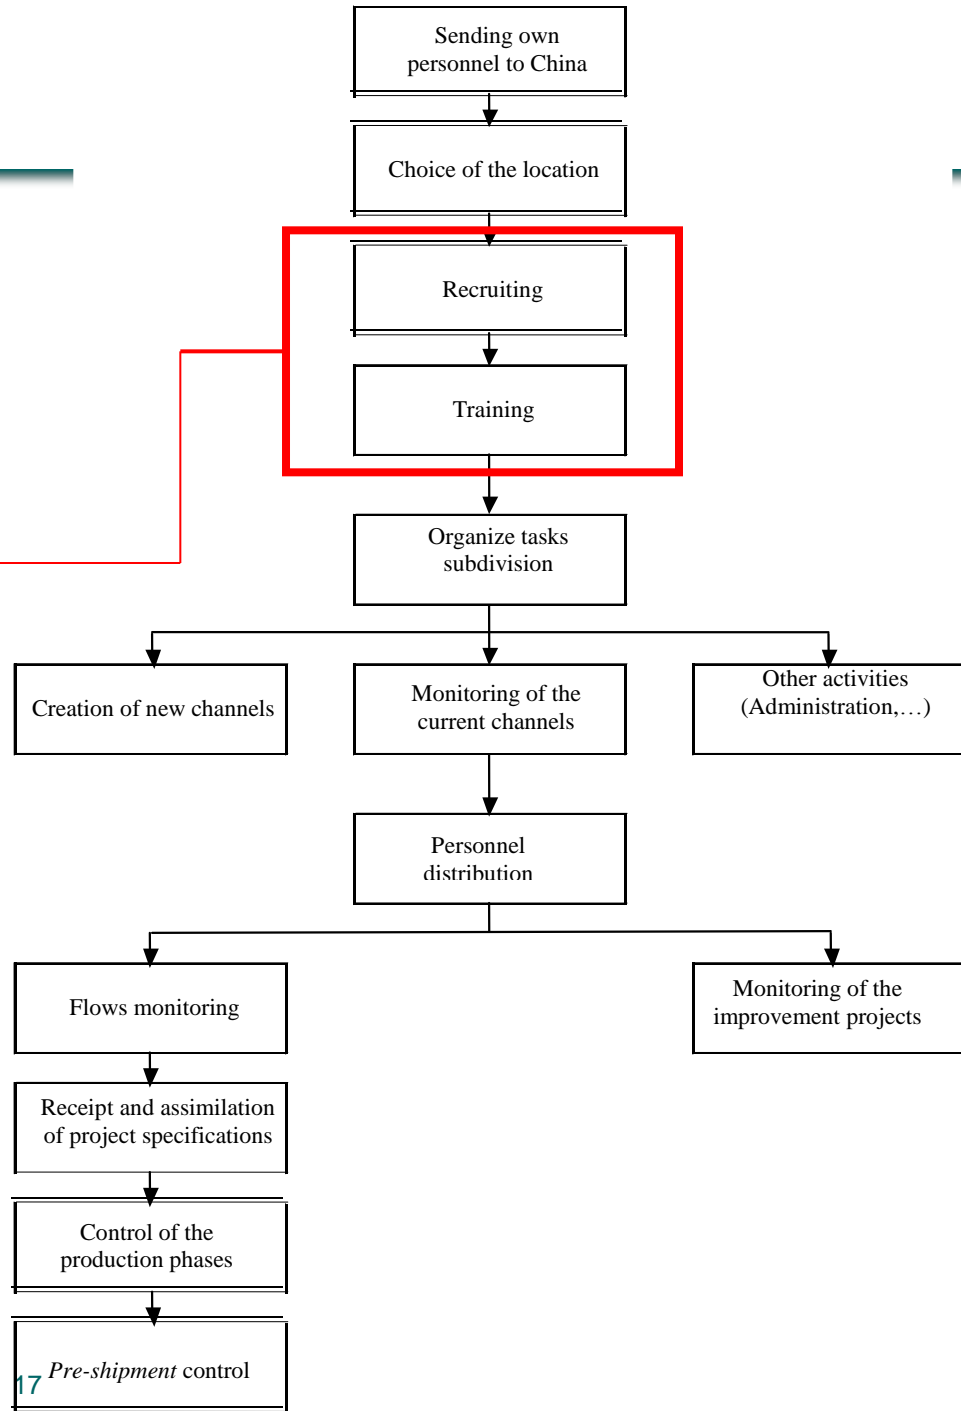 Sending own
personnel to China
Choice of the location
Recruiting
Training
Organize tasks
subdivision
Creation of new channels
Monitoring of the
current channels
Other activities
(Administration,…)
Personnel
distribution
Flows monitoring
Monitoring of the
improvement projects
Receipt and assimilation
of project specifications
Control of the
production phases
Pre-shipment control
17